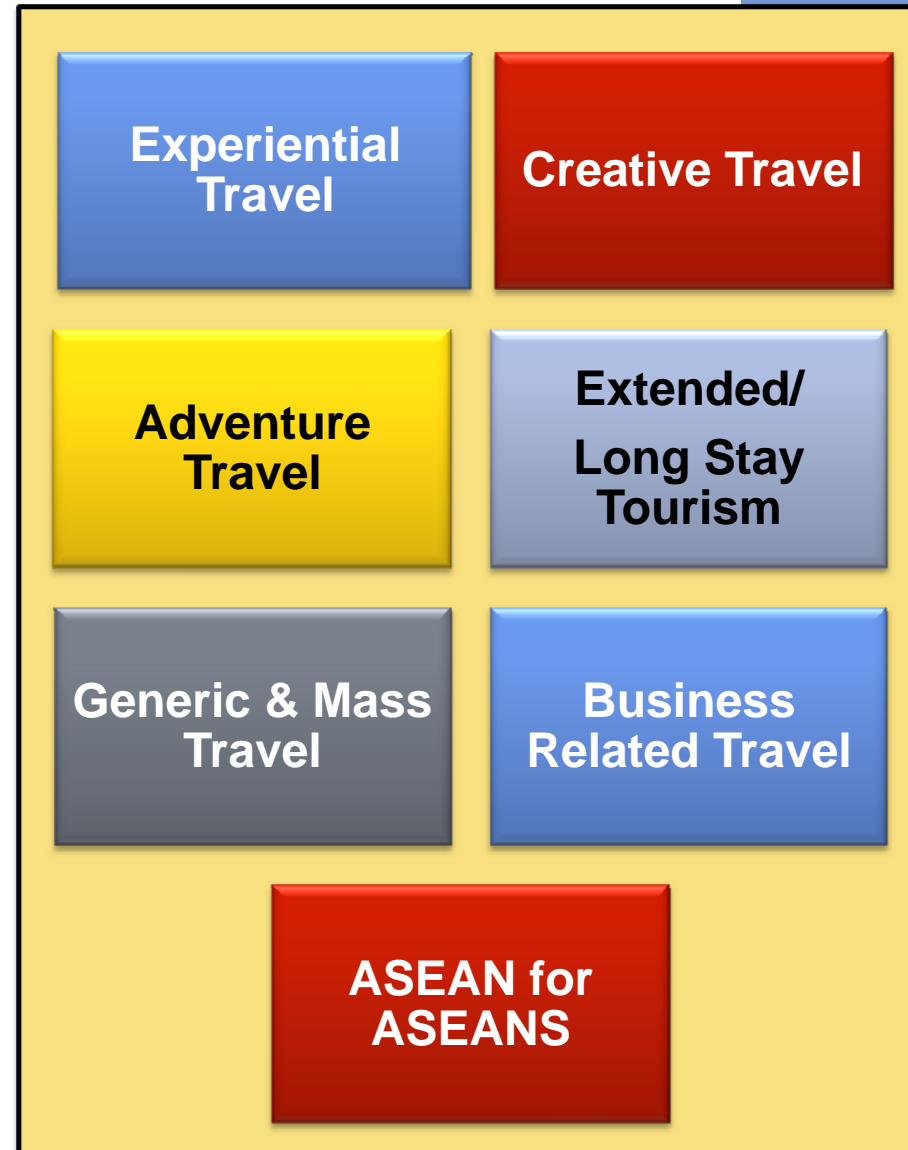 Experiential
Travel
Creative Travel
Adventure
Travel
Extended/
Long Stay
Tourism
Generic & Mass
Travel
Business
Related Travel
ASEAN for
ASEANS